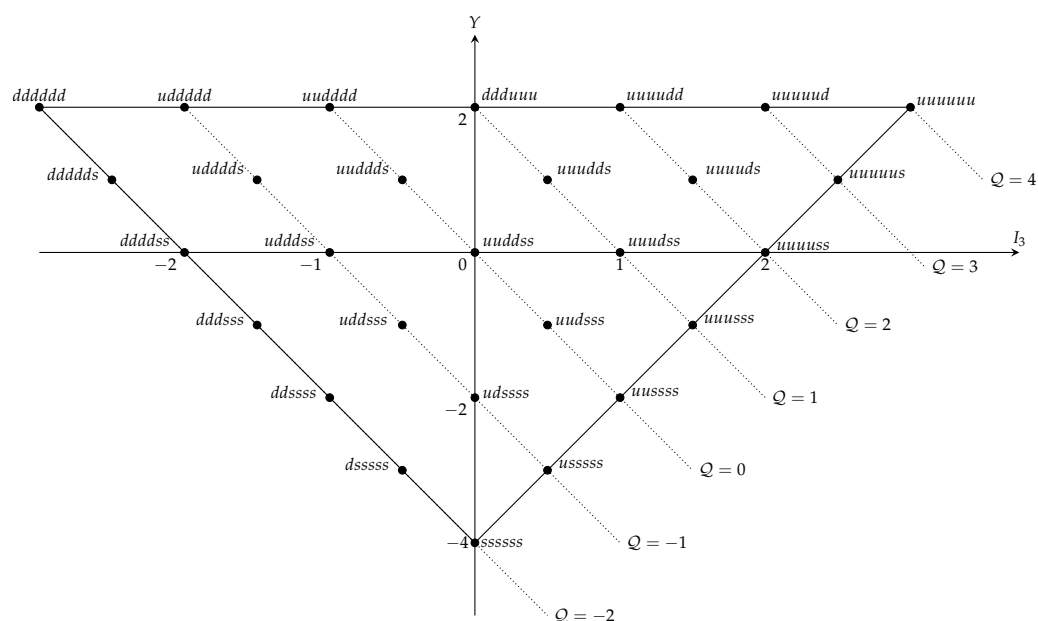 Y
dddddd uddddd uudddd ddduuu uuuudd uuuuud uuuuuu
2
ddddds udddds uuddds uuudds uuuuds uuuuus Q = 4
ddddss udddss uuddss uuudss uuuuss I3
−2 −1 0 1 2 Q = 3
dddsss uddsss uudsss uuusss Q = 2
ddssss udssss uussss Q = 1
−2
dsssss usssss Q = 0
−4 ssssss Q = −1
Q = −2